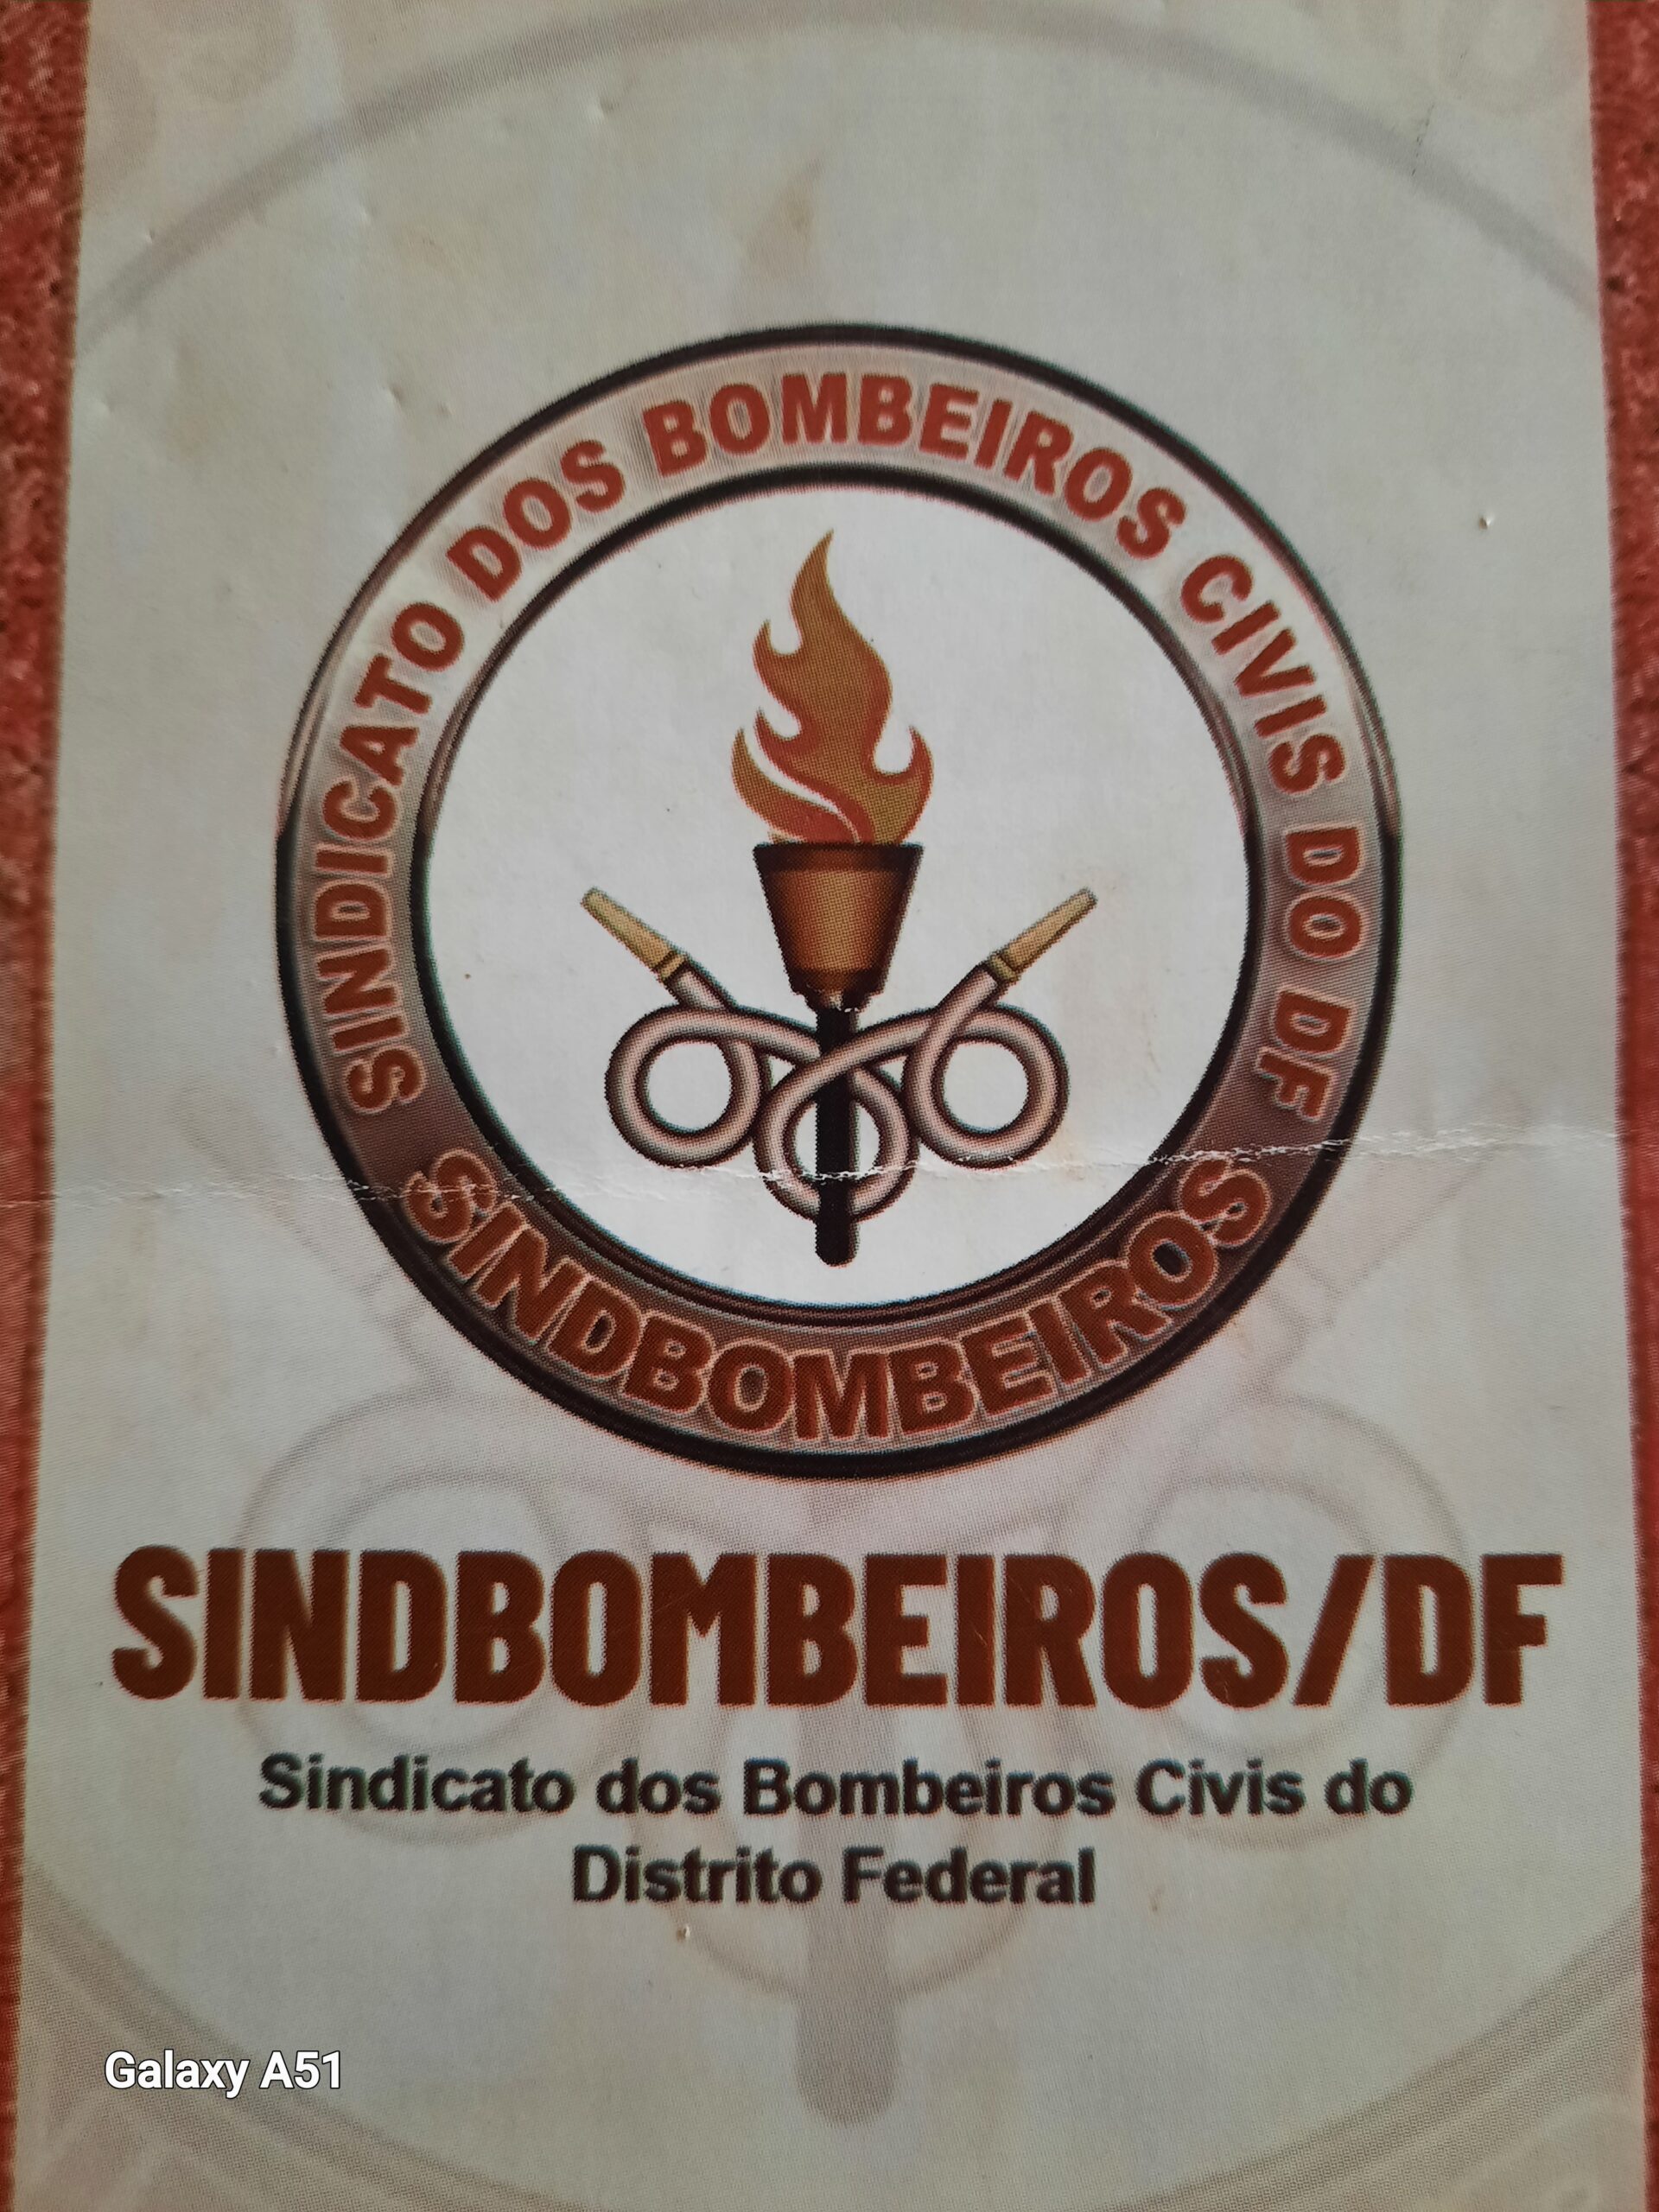 SINDICATO DOS BOMBEIROS CIVIS DO DF
SINDBOMBEIROS
SINDBOMBEIROS/DF
Sindicato dos Bombeiros Civis do
Distrito Federal
Galaxy A51